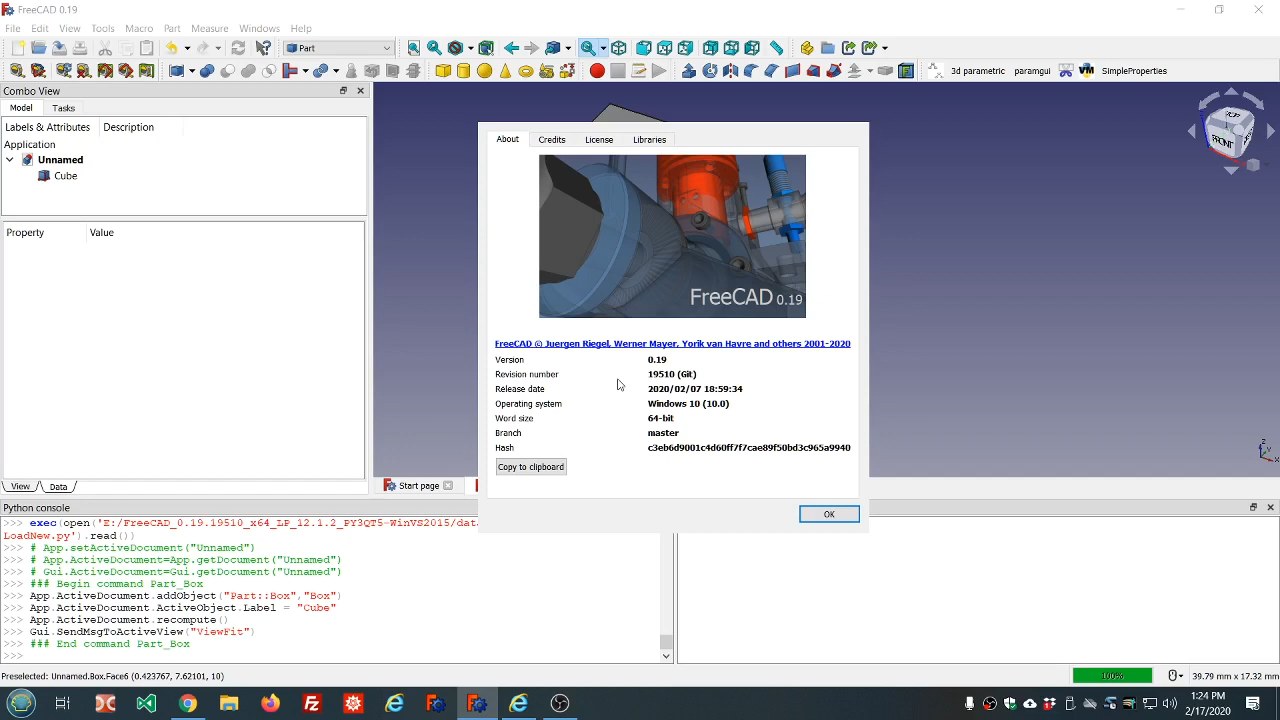 FreeCAD 0.19
File Edit View Tools Macro Part Measure Windows Help
Part
3d parametric paramgui VM SimpleProperties
Combo View
Model Tasks
Labels & Attributes Description
Application
Unnamed
Cube
Property Value
View Data
Start page
TOP
FRONT
About Credits License Libraries
FreeCAD 0.19
FreeCAD © Juergen Riegel, Werner Mayer, Yorik van Havre and others 2001-2020
Version 0.19
Revision number 19510 (Git)
Release date 2020/02/07 18:59:34
Operating system Windows 10 (10.0)
Word size 64-bit
Branch master
Hash c3eb6d9001c4d60ff7f7cae89f50bd3c965a9940
Copy to clipboard
OK
Python console
>>> exec(open('E:/FreeCAD_0.19.19510_x64_LP_12.1.2_PY3QT5-WinVS2015/dat
LoadNew.py').read())
>>> # App.setActiveDocument("Unnamed")
>>> # App.ActiveDocument=App.getDocument("Unnamed")
>>> # Gui.ActiveDocument=Gui.getDocument("Unnamed")
>>> ### Begin command Part_Box
>>> App.ActiveDocument.addObject("Part::Box","Box")
>>> App.ActiveDocument.ActiveObject.Label = "Cube"
>>> App.ActiveDocument.recompute()
>>> Gui.SendMsgToActiveView("ViewFit")
>>> ### End command Part_Box
>>>
Preselected: Unnamed.Box.Face6 (0.423767, 7.62101, 10)
100%
39.79 mm x 17.32 mm
1:24 PM
2/17/2020